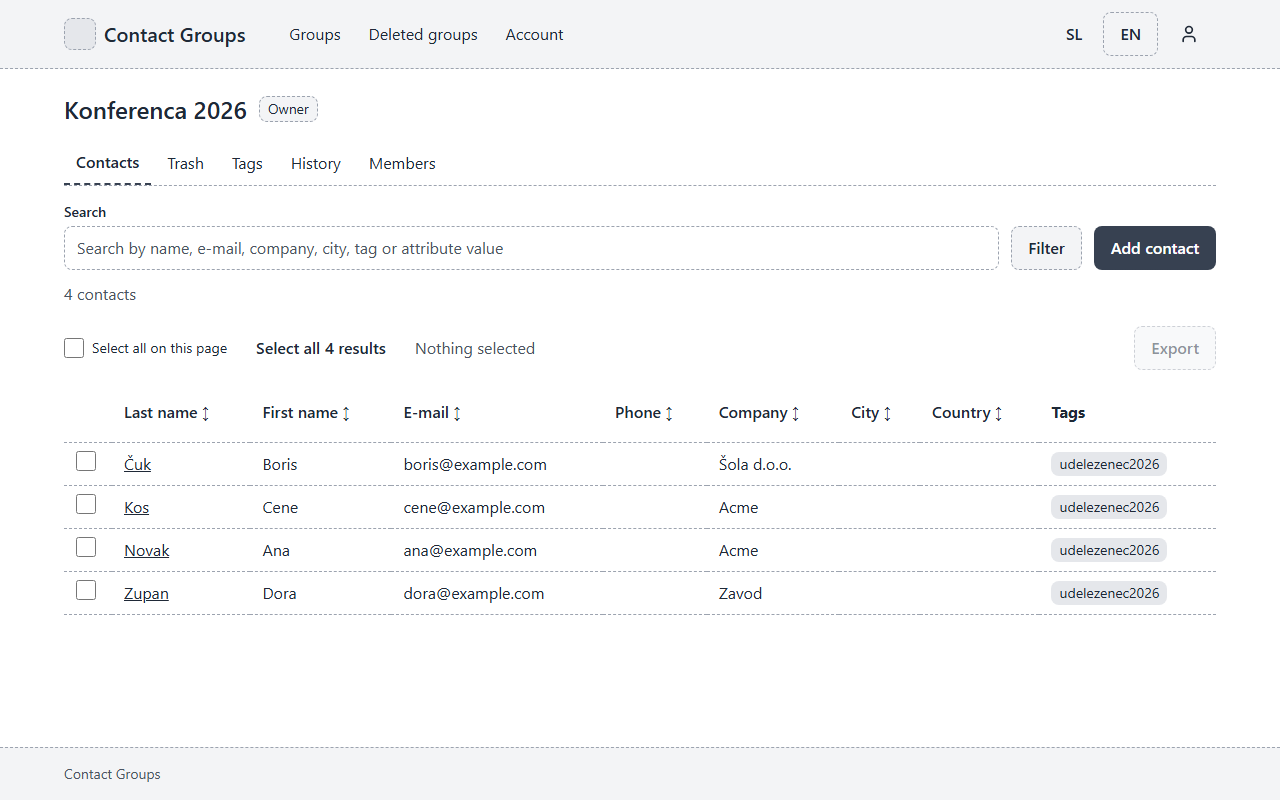 Contact Groups Groups Deleted groups Account SL EN
Konferenca 2026 Owner
Contacts Trash Tags History Members
Search
Search by name, e-mail, company, city, tag or attribute value Filter Add contact
4 contacts
Select all on this page Select all 4 results Nothing selected Export
Last name ↕ First name ↕ E-mail ↕ Phone ↕ Company ↕ City ↕ Country ↕ Tags
Čuk Boris boris@example.com Šola d.o.o. udelezenec2026
Kos Cene cene@example.com Acme udelezenec2026
Novak Ana ana@example.com Acme udelezenec2026
Zupan Dora dora@example.com Zavod udelezenec2026
Contact Groups